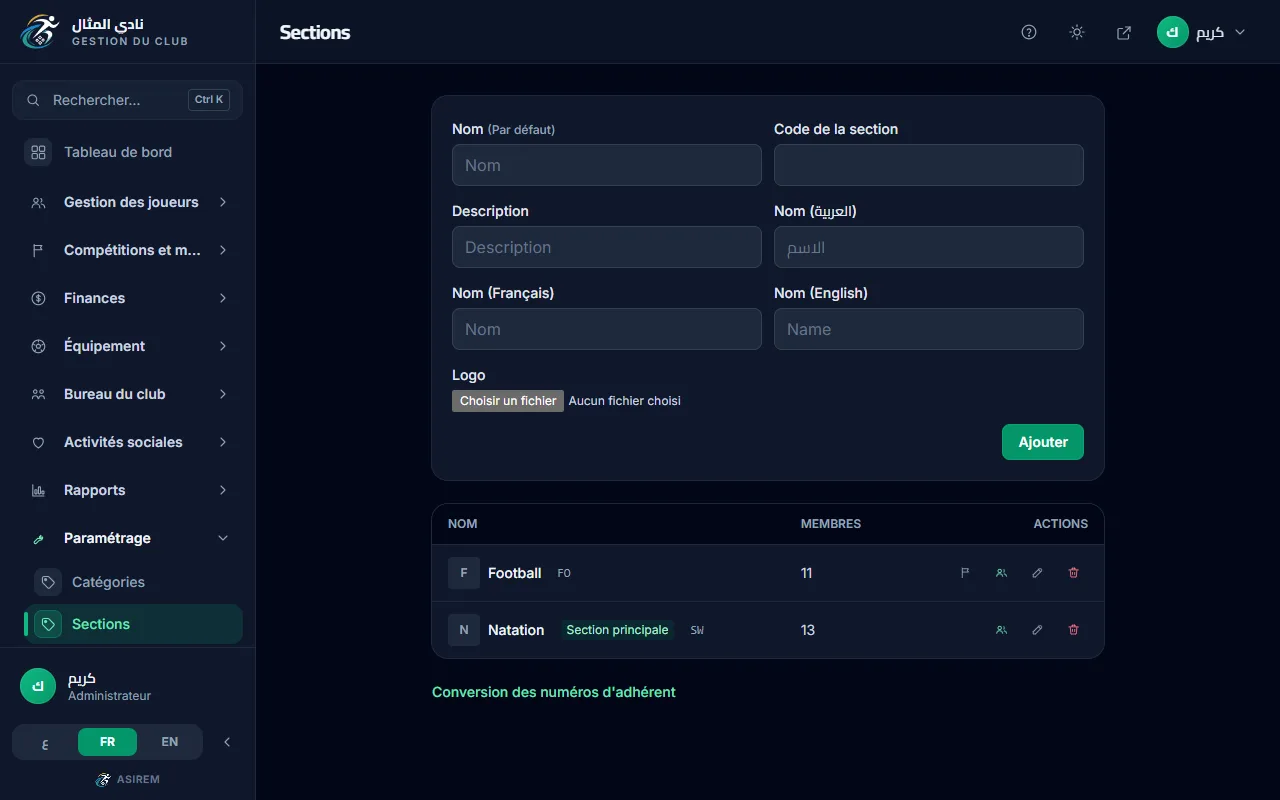 نادي المثال
GESTION DU CLUB
Rechercher...
Ctrl K
Tableau de bord
Gestion des joueurs
Compétitions et m...
Finances
Équipement
Bureau du club
Activités sociales
Rapports
Paramétrage
Catégories
Sections
ك
كريم
Administrateur
ع
FR
EN
ASIREM
Sections
ك
كريم
Nom (Par défaut)
Code de la section
Nom
Description
Nom (العربية)
Description
الاسم
Nom (Français)
Nom (English)
Nom
Name
Logo
Choisir un fichier Aucun fichier choisi
Ajouter
NOM
MEMBRES
ACTIONS
F
Football
FO
11
N
Natation
Section principale
SW
13
Conversion des numéros d'adhérent